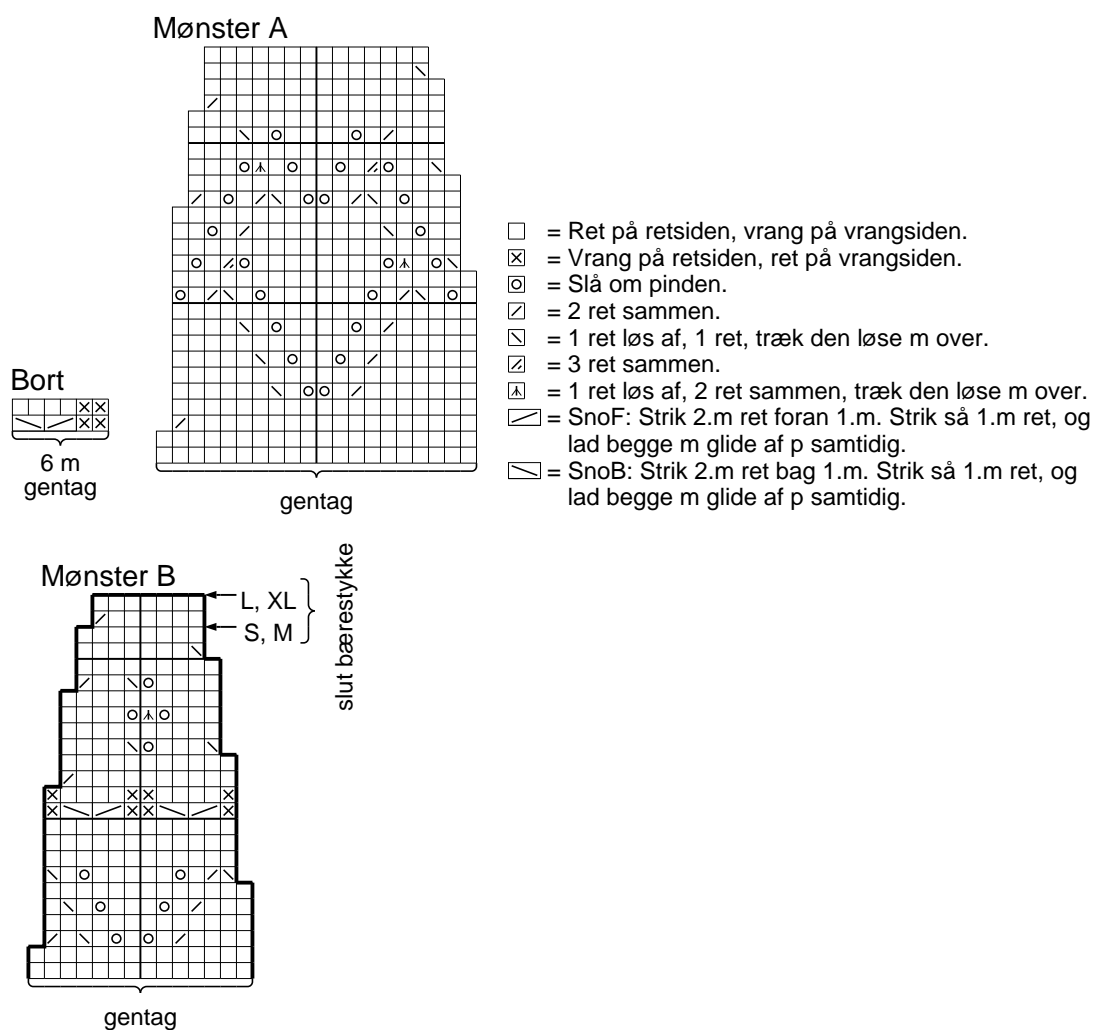 Mønster A
= Ret på retsiden, vrang på vrangsiden.
= Vrang på retsiden, ret på vrangsiden.
= Slå om pinden.
= 2 ret sammen.
= 1 ret løs af, 1 ret, træk den løse m over.
= 3 ret sammen.
= 1 ret løs af, 2 ret sammen, træk den løse m over.
= SnoF: Strik 2.m ret foran 1.m. Strik så 1.m ret, og
lad begge m glide af p samtidig.
= SnoB: Strik 2.m ret bag 1.m. Strik så 1.m ret, og
lad begge m glide af p samtidig.
Bort
6 m
gentag
gentag
Mønster B
L, XL
S, M
slut bærestykke
gentag